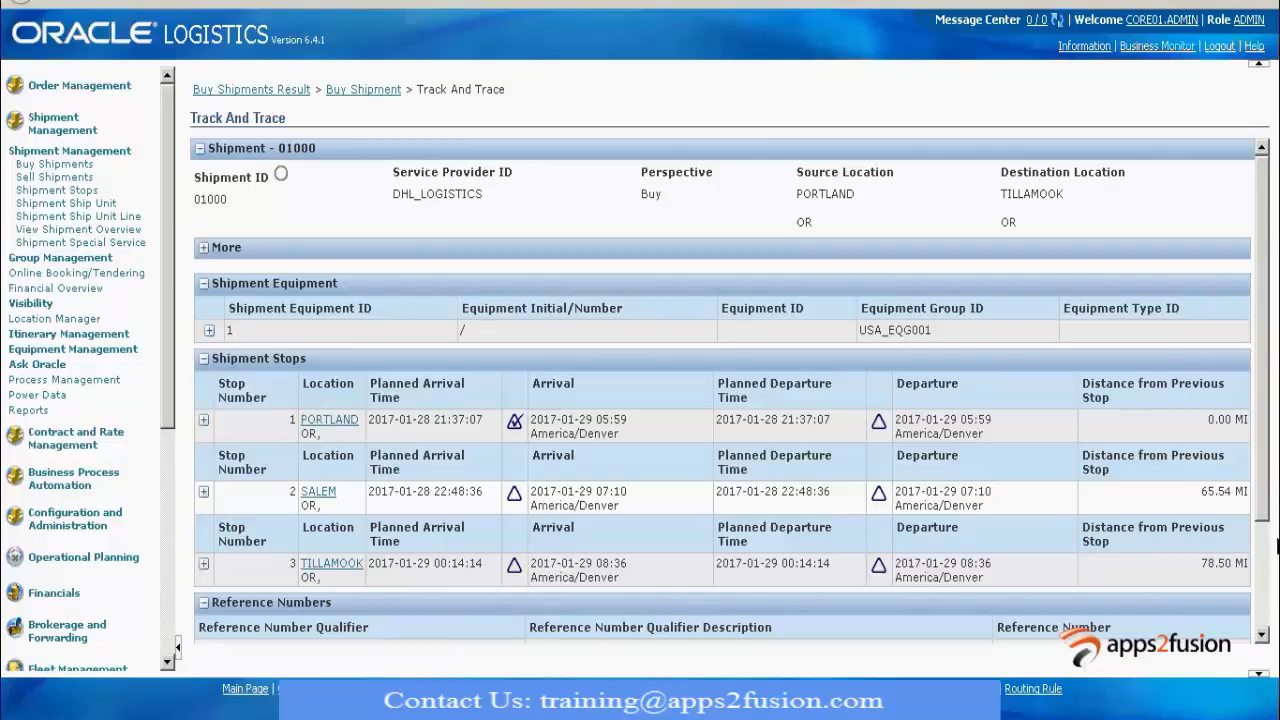 Message Center 0 / 0 | Welcome CORE01.ADMIN | Role ADMIN
ORACLE LOGISTICS Version 6.4.1
Information | Business Monitor | Logout | Help
Order Management
Shipment
Management
Shipment Management
Buy Shipments
Sell Shipments
Shipment Stops
Shipment Ship Unit
Shipment Ship Unit Line
View Shipment Overview
Shipment Special Service
Group Management
Online Booking/Tendering
Financial Overview
Visibility
Location Manager
Itinerary Management
Equipment Management
Ask Oracle
Process Management
Power Data
Reports
Contract and Rate
Management
Business Process
Automation
Configuration and
Administration
Operational Planning
Financials
Brokerage and
Forwarding
Fleet Management
Buy Shipments Result > Buy Shipment > Track And Trace
Track And Trace
Shipment - 01000
Shipment ID Service Provider ID Perspective Source Location Destination Location
01000 DHL_LOGISTICS Buy PORTLAND TILLAMOOK
OR OR
More
Shipment Equipment
Shipment Equipment ID Equipment Initial/Number Equipment ID Equipment Group ID Equipment Type ID
1 / USA_EQG001
Shipment Stops
Stop Location Planned Arrival Arrival Planned Departure Departure Distance from Previous
Number Time Time Stop
1 PORTLAND 2017-01-28 21:37:07 2017-01-29 05:59 2017-01-28 21:37:07 2017-01-29 05:59 0.00 MI
OR, America/Denver America/Denver
Stop Location Planned Arrival Arrival Planned Departure Departure Distance from Previous
Number Time Time Stop
2 SALEM 2017-01-28 22:48:36 2017-01-29 07:10 2017-01-28 22:48:36 2017-01-29 07:10 65.54 MI
OR, America/Denver America/Denver
Stop Location Planned Arrival Arrival Planned Departure Departure Distance from Previous
Number Time Time Stop
3 TILLAMOOK 2017-01-29 00:14:14 2017-01-29 08:36 2017-01-29 00:14:14 2017-01-29 08:36 78.50 MI
OR, America/Denver America/Denver
Reference Numbers
Reference Number Qualifier Reference Number Qualifier Description Reference Number
apps2fusion
Main Page | Routing Rule
Contact Us: training@apps2fusion.com